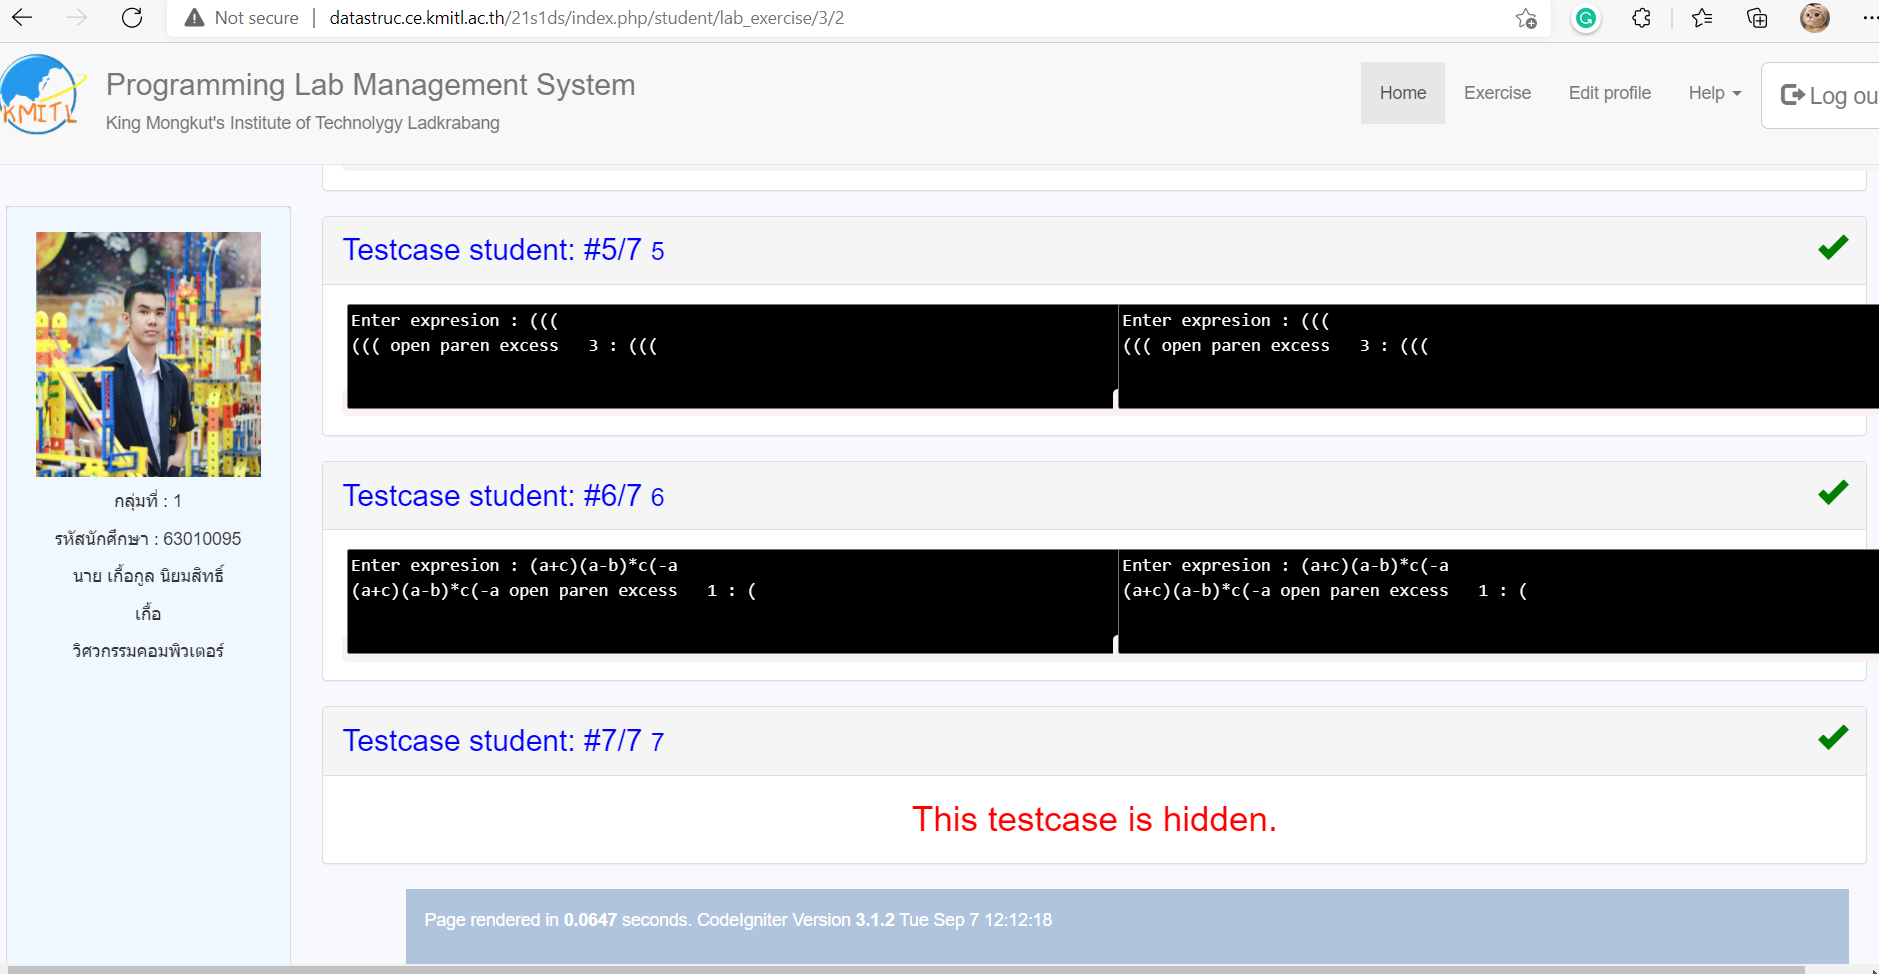 Not secure | datastruc.ce.kmitl.ac.th/21s1ds/index.php/student/lab_exercise/3/2
KMITL
Programming Lab Management System
King Mongkut's Institute of Technolygy Ladkrabang
Home Exercise Edit profile Help Log ou
กลุ่มที่ : 1
รหัสนักศึกษา : 63010095
นาย เกื้อกูล นิยมสิทธิ์
เกื้อ
วิศวกรรมคอมพิวเตอร์
Testcase student: #5/7 5
Enter expresion : (((
((( open paren excess   3 : (((
Enter expresion : (((
((( open paren excess   3 : (((
Testcase student: #6/7 6
Enter expresion : (a+c)(a-b)*c(-a
(a+c)(a-b)*c(-a open paren excess   1 : (
Enter expresion : (a+c)(a-b)*c(-a
(a+c)(a-b)*c(-a open paren excess   1 : (
Testcase student: #7/7 7
This testcase is hidden.
Page rendered in 0.0647 seconds. CodeIgniter Version 3.1.2 Tue Sep 7 12:12:18